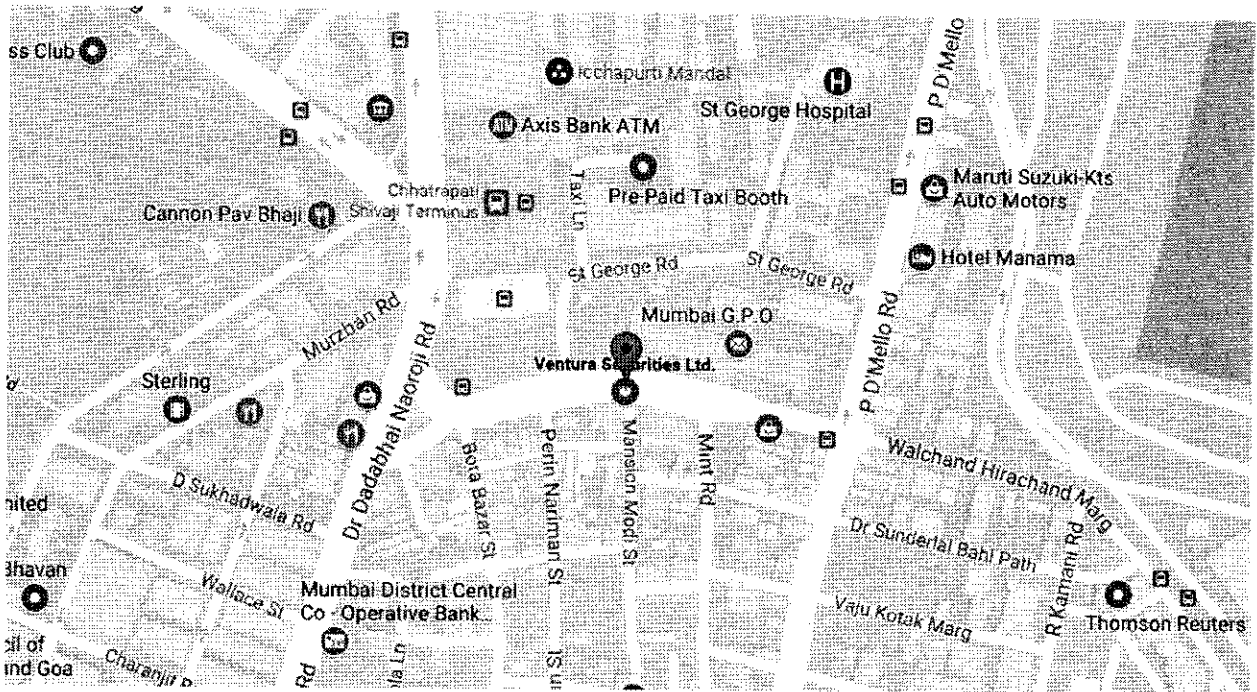 ss Club
Icchapurti Mandal
St George Hospital
P D'Mello
Axis Bank ATM
Pre Paid Taxi Booth
Maruti Suzuki-Kts
Auto Motors
Chhatrapati
Shivaji Terminus
Cannon Pav Bhaji
Taxi Ln
Hotel Manama
St George Rd
St George Rd
Murzban Rd
Mumbai G.P.O
Ventura Securities Ltd.
P D'Mello Rd
Sterling
Dr Dadabhai Naoroji Rd
Bora Bazar St
Perin Nariman St
Manson Modi St
Mint Rd
Walchand Hirachand Marg
D Sukhadwala Rd
nited
Dr Sunderlal Bahl Path
R Kamani Rd
Bhavan
Wallace St
Mumbai District Central
Co - Operative Bank...
Vaju Kotak Marg
Thomson Reuters
cil of
and Goa
Charanjit R
Rd